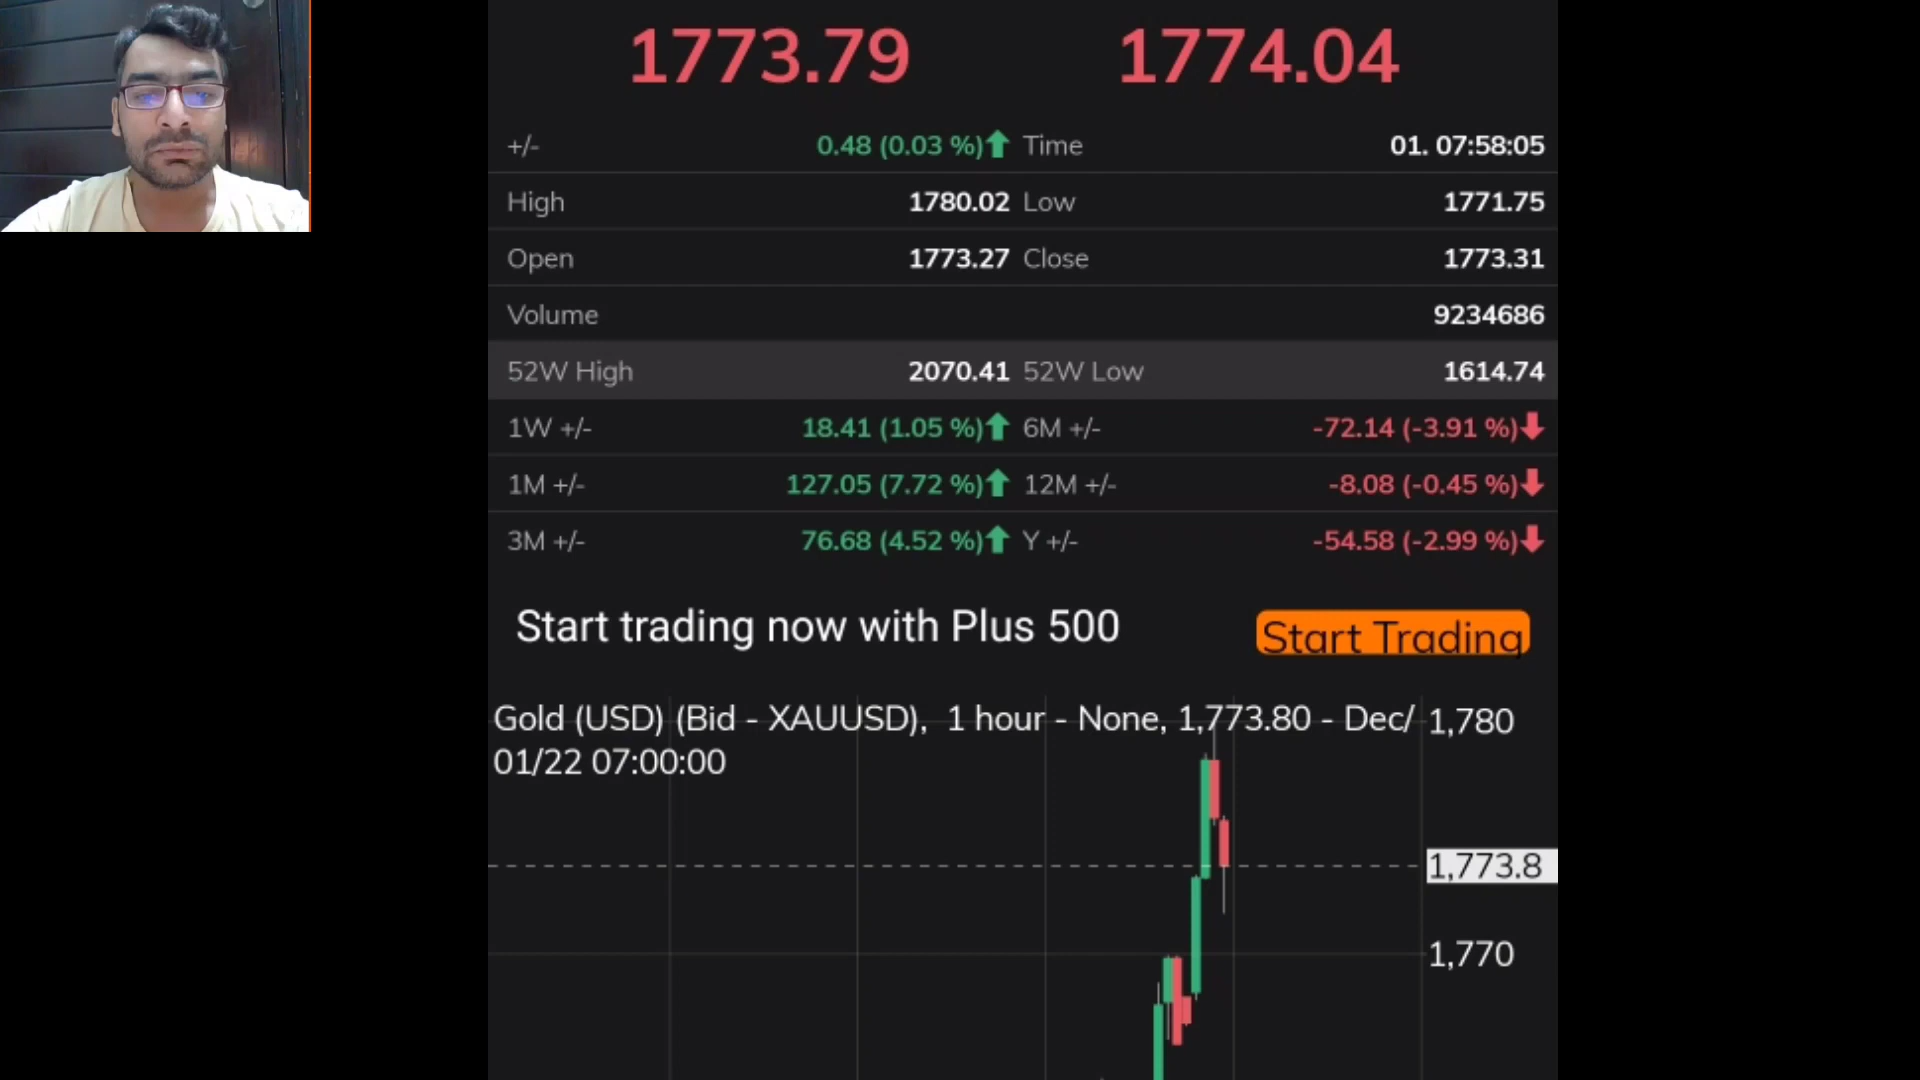 1773.79 1774.04
+/- 0.48 (0.03 %) Time 01. 07:58:05
High 1780.02 Low 1771.75
Open 1773.27 Close 1773.31
Volume 9234686
52W High 2070.41 52W Low 1614.74
1W +/- 18.41 (1.05 %) 6M +/- -72.14 (-3.91 %)
1M +/- 127.05 (7.72 %) 12M +/- -8.08 (-0.45 %)
3M +/- 76.68 (4.52 %) Y +/- -54.58 (-2.99 %)
Start trading now with Plus 500 Start Trading
Gold (USD) (Bid - XAUUSD), 1 hour - None, 1,773.80 - Dec/ 1,780
01/22 07:00:00
1,773.8
1,770